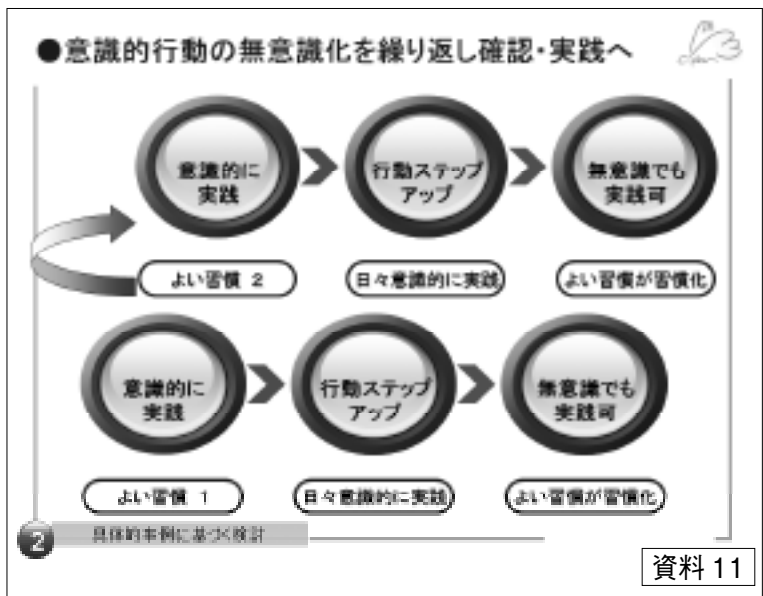 ●意識的行動の無意識化を繰り返し確認・実践へ
意識的に
実践
行動ステップ
アップ
無意識でも
実践可
よい習慣 2
日々意識的に実践
よい習慣が習慣化
意識的に
実践
行動ステップ
アップ
無意識でも
実践可
よい習慣 1
日々意識的に実践
よい習慣が習慣化
2
具体的事例に基づく検討
資料 11